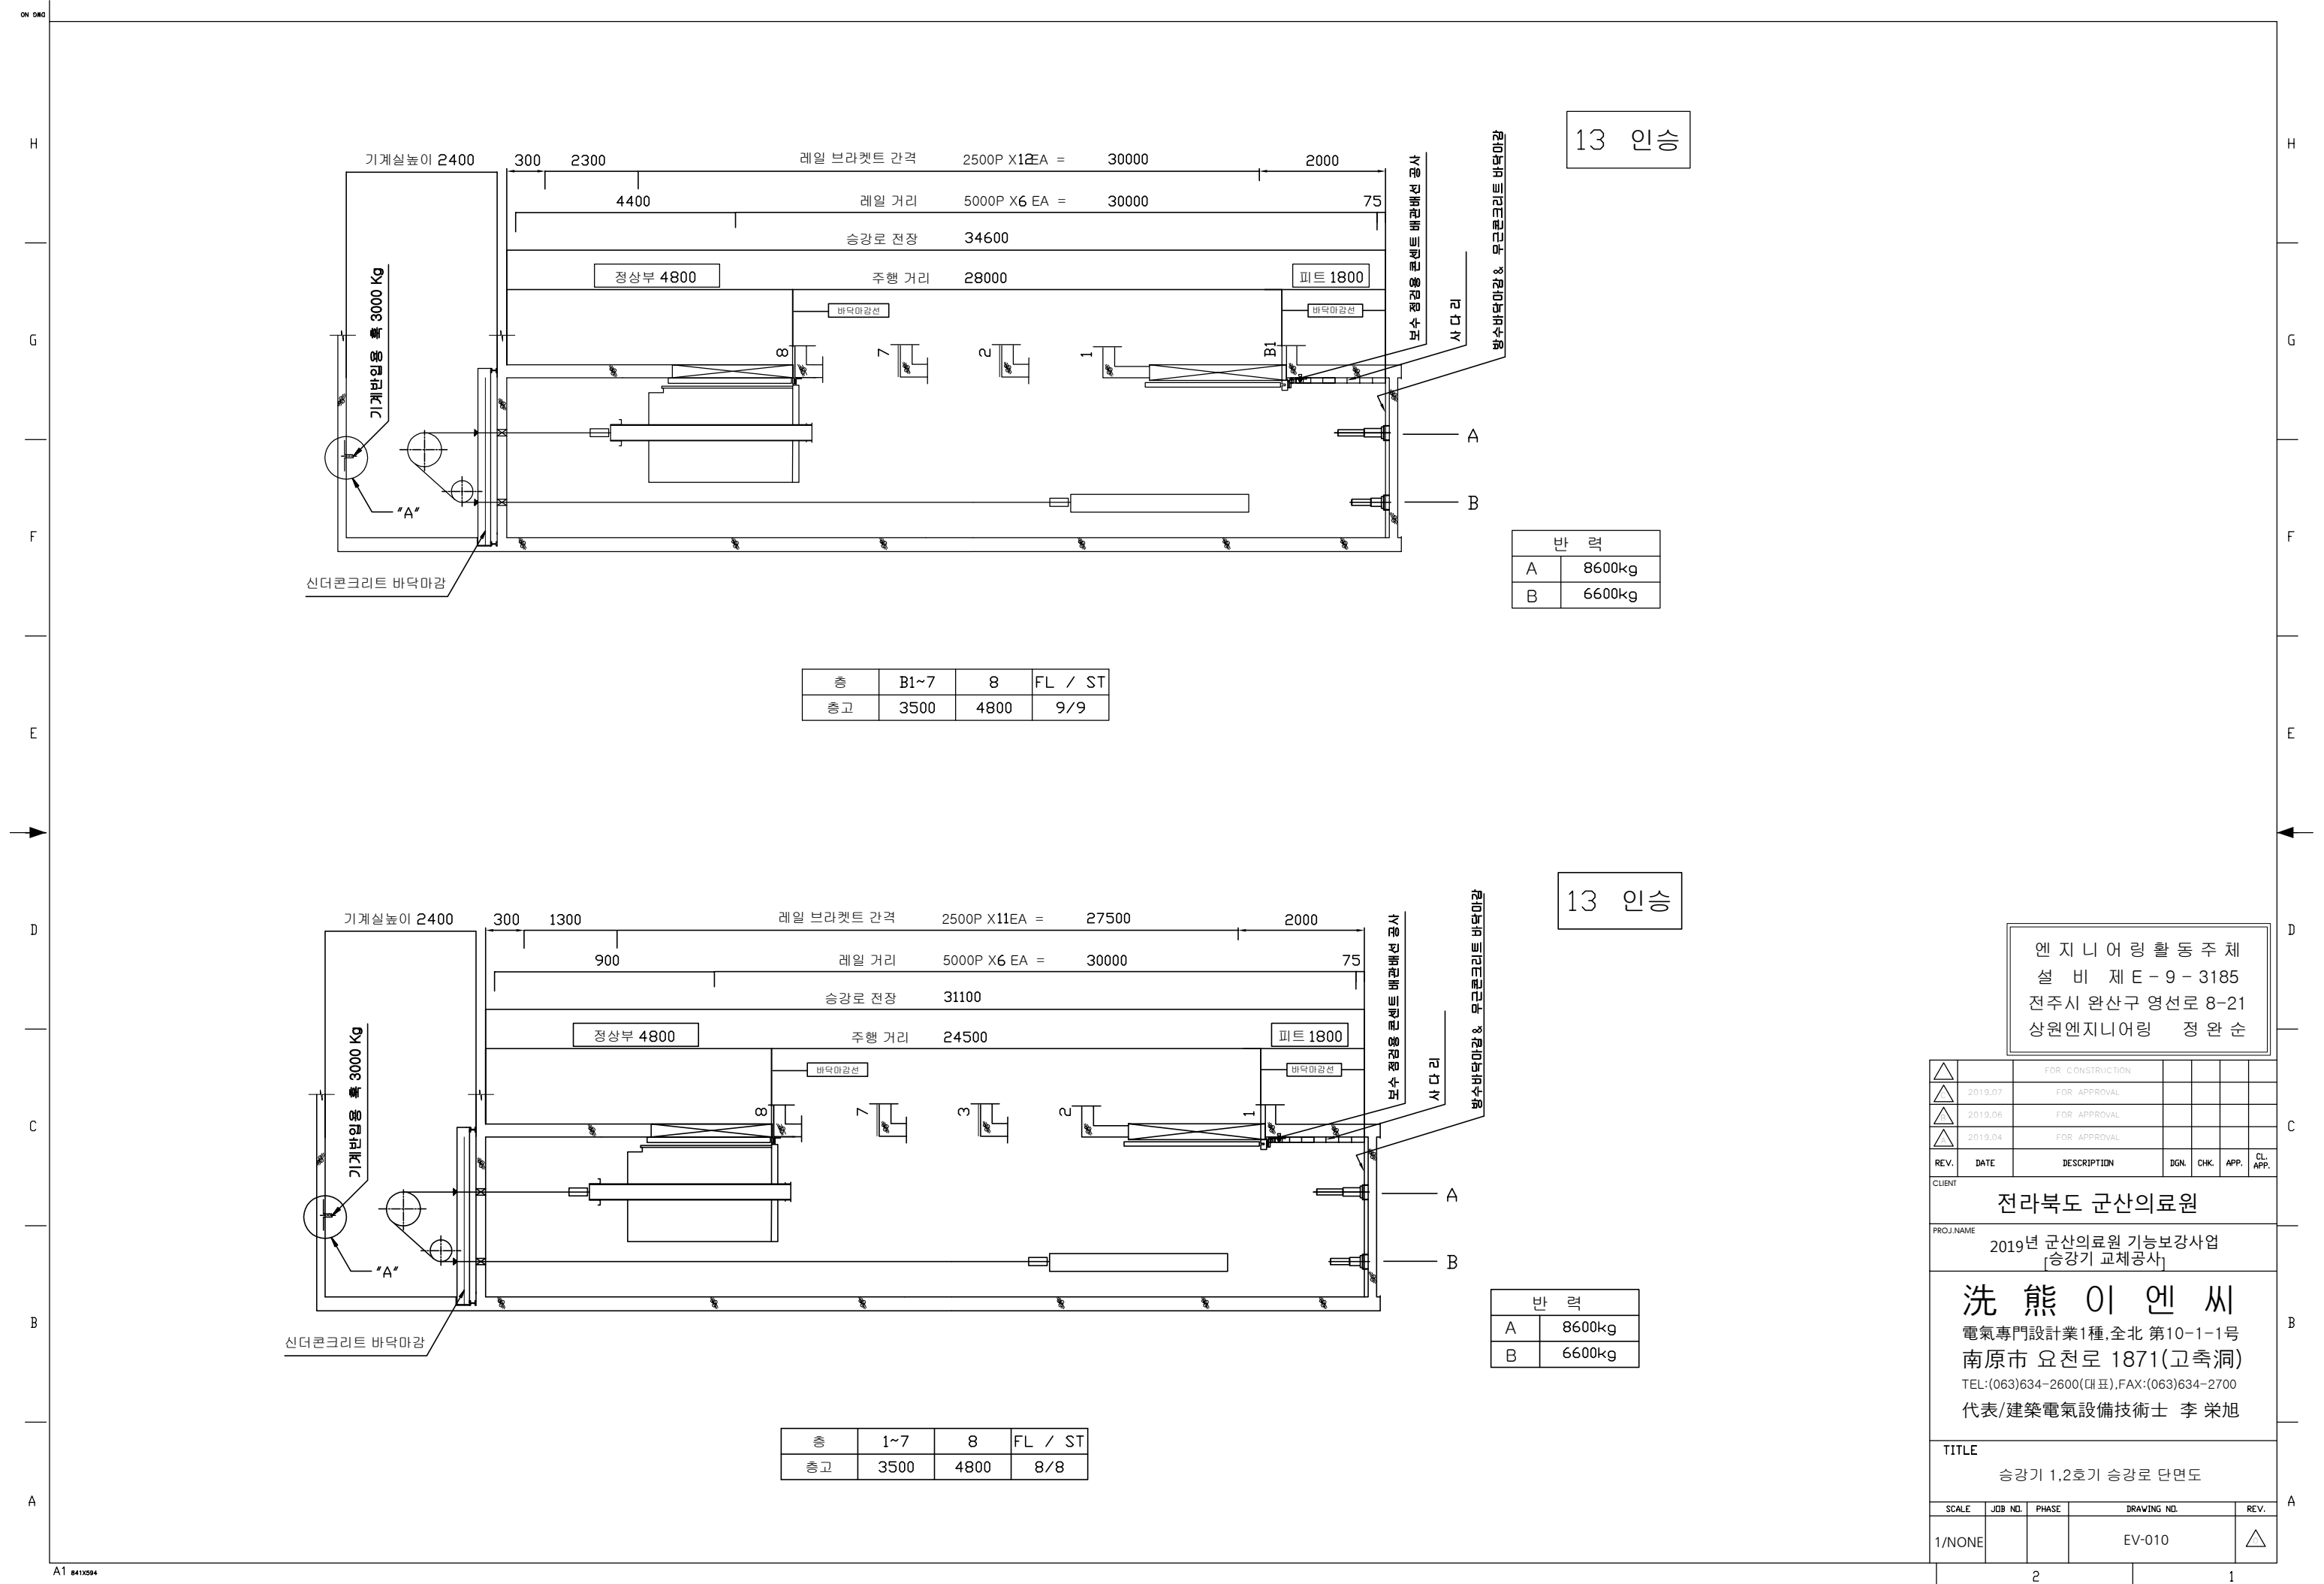 DWG NO
13 인승
기계실높이 2400
300
2300
레일 브라켓트 간격
2500P X12EA =
30000
2000
4400
레일 거리
5000P X6 EA =
30000
75
승강로 전장
34600
정상부 4800
주행 거리
28000
피트 1800
바닥마감선
바닥마감선
보수 점검용 콘센트 배관배선 공사
사 다 리
방수바닥마감 & 무근콘크리트 바닥마감
기계반입용 훅 3000 Kg
8
7
2
1
B1
A
B
"A"
신더콘크리트 바닥마감
반 력
A 8600kg
B 6600kg
층 B1~7 8 FL / ST
층고 3500 4800 9/9
13 인승
기계실높이 2400
300
1300
레일 브라켓트 간격
2500P X11EA =
27500
2000
900
레일 거리
5000P X6 EA =
30000
75
승강로 전장
31100
정상부 4800
주행 거리
24500
피트 1800
바닥마감선
바닥마감선
보수 점검용 콘센트 배관배선 공사
사 다 리
방수바닥마감 & 무근콘크리트 바닥마감
기계반입용 훅 3000 Kg
8
7
3
2
1
A
B
"A"
신더콘크리트 바닥마감
반 력
A 8600kg
B 6600kg
층 1~7 8 FL / ST
층고 3500 4800 8/8
엔 지 니 어 링 활 동 주 체
설 비 제 E - 9 - 3185
전주시 완산구 영선로 8-21
상원엔지니어링 정 완 순
FOR CONSTRUCTION
2019.07 FOR APPROVAL
2019.06 FOR APPROVAL
2019.04 FOR APPROVAL
REV. DATE DESCRIPTION DGN. CHK. APP. CL. APP.
CLIENT
전라북도 군산의료원
PROJ.NAME
2019년 군산의료원 기능보강사업
[승강기 교체공사]
洗 熊 이 엔 씨
電氣專門設計業1種,全北 第10-1-1号
南原市 요천로 1871(고축洞)
TEL:(063)634-2600(대표),FAX:(063)634-2700
代表/建築電氣設備技術士 李 栄旭
TITLE
승강기 1,2호기 승강로 단면도
SCALE JOB NO. PHASE DRAWING NO. REV.
1/NONE EV-010
A1 841X594
2
1
H
G
F
E
D
C
B
A
H
G
F
E
D
C
B
A